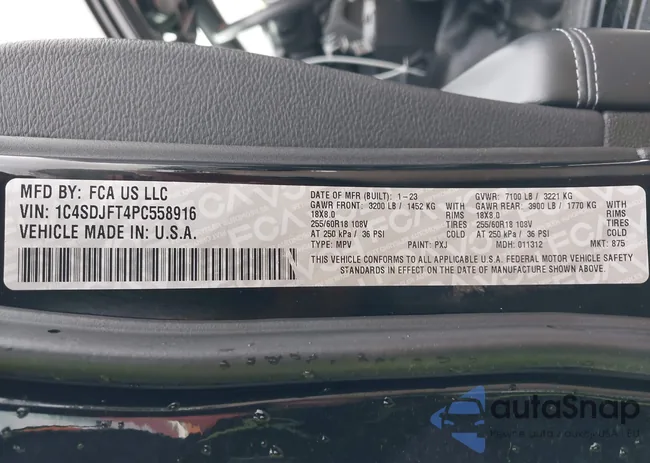 MFD BY: FCA US LLC
VIN: 1C4SDJFT4PC558916
VEHICLE MADE IN: U.S.A.
DATE OF MFR (BUILT): 1-23
GVWR: 7100 LB / 3221 KG
GAWR FRONT: 3200 LB / 1452 KG
GAWR REAR: 3900 LB / 1770 KG
18X8.0 RIMS
18X8.0 RIMS
255/60R18 108V TIRES
255/60R18 108V TIRES
AT 250 kPa / 36 PSI COLD
AT 250 kPa / 36 PSI COLD
TYPE: MPV PAINT: PXJ MDH: 011312 MKT: 875
THIS VEHICLE CONFORMS TO ALL APPLICABLE U.S.A. FEDERAL MOTOR VEHICLE SAFETY
STANDARDS IN EFFECT ON THE DATE OF MANUFACTURE SHOWN ABOVE.
autoSnap